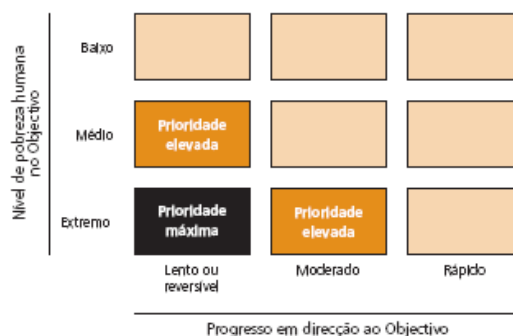 Nível de pobreza humana
no Objectivo
Baixo
Médio
Prioridade
elevada
Extremo
Prioridade
máxima
Prioridade
elevada
Lento ou
reversível
Moderado
Rápido
Progresso em direcção ao Objectivo